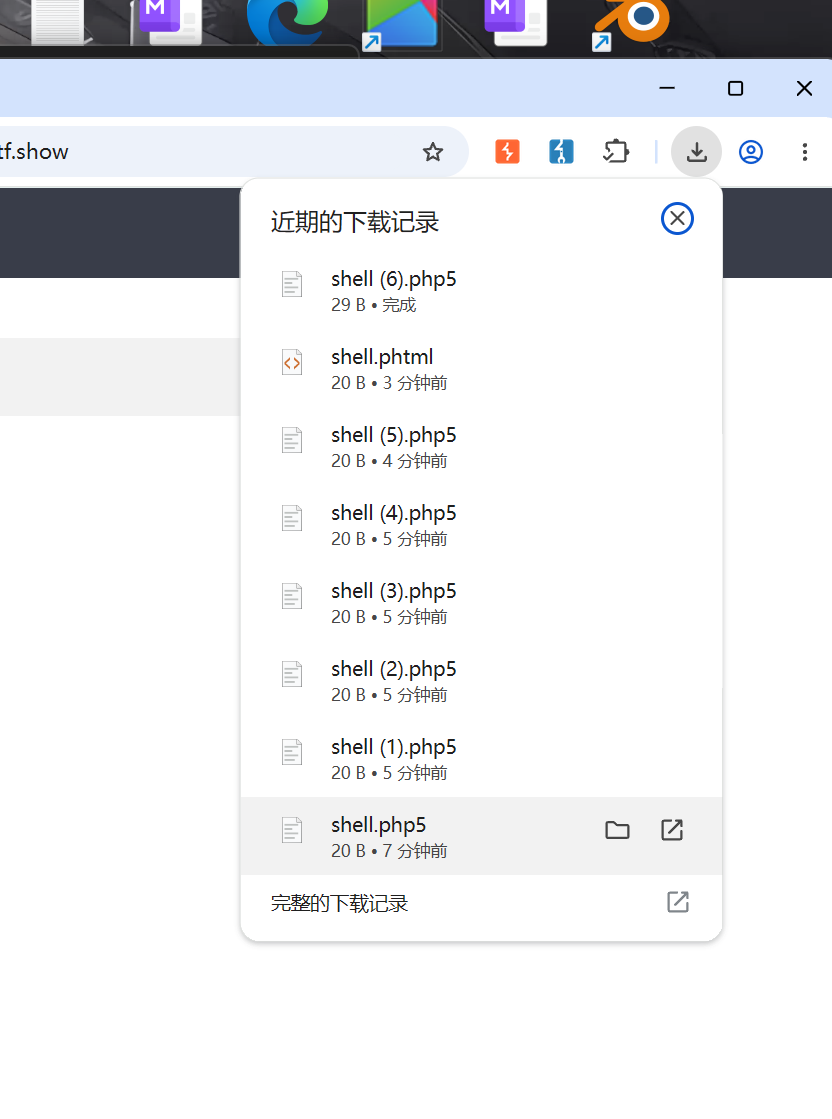 M
M
tf.show
近期的下载记录
shell (6).php5
29 B • 完成
shell.phtml
20 B • 3 分钟前
shell (5).php5
20 B • 4 分钟前
shell (4).php5
20 B • 5 分钟前
shell (3).php5
20 B • 5 分钟前
shell (2).php5
20 B • 5 分钟前
shell (1).php5
20 B • 5 分钟前
shell.php5
20 B • 7 分钟前
完整的下载记录